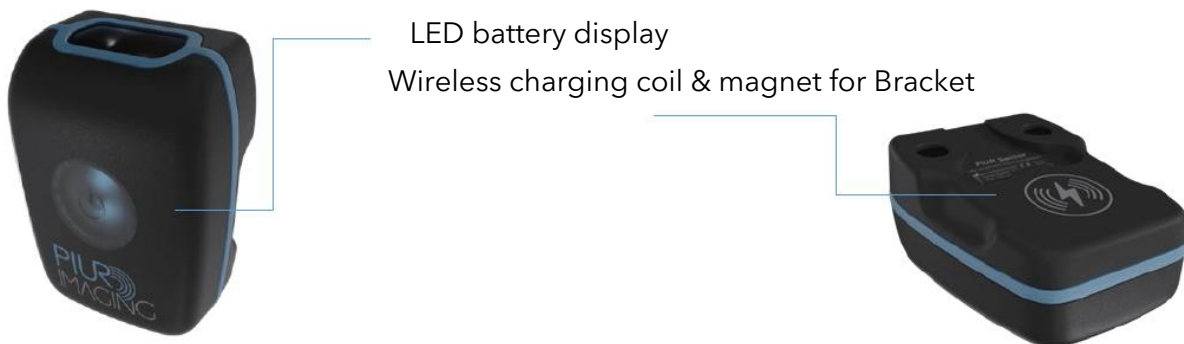 LED battery display
Wireless charging coil & magnet for Bracket
PIUR
IMAGING